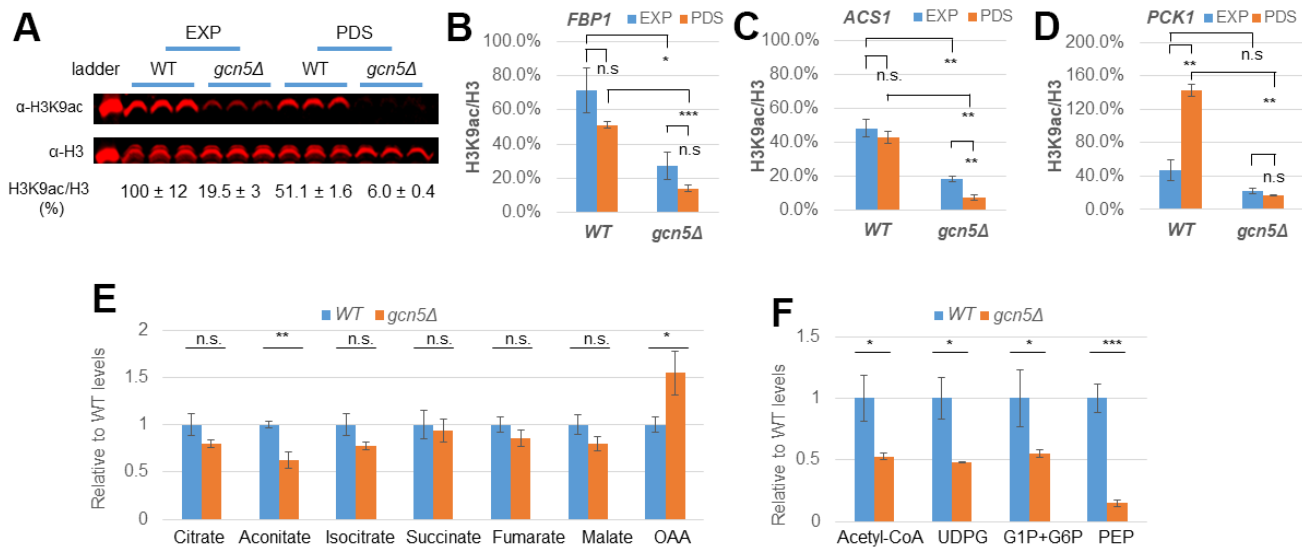 A
EXP PDS
ladder WT gcn5Δ WT gcn5Δ
α-H3K9ac
α-H3
H3K9ac/H3 100 ± 12 19.5 ± 3 51.1 ± 1.6 6.0 ± 0.4
(%)
B
FBP1 EXP PDS
H3K9ac/H3
100.0%
80.0%
60.0%
40.0%
20.0%
0.0%
*
n.s
***
n.s
WT gcn5Δ
C
ACS1 EXP PDS
H3K9ac/H3
100.0%
80.0%
60.0%
40.0%
20.0%
0.0%
**
n.s.
**
**
WT gcn5Δ
D
PCK1 EXP PDS
H3K9ac/H3
200.0%
160.0%
120.0%
80.0%
40.0%
0.0%
n.s
**
**
n.s
WT gcn5Δ
E
WT gcn5Δ
Relative to WT levels
2
1.5
1
0.5
0
n.s. ** n.s. n.s. n.s. n.s. *
Citrate Aconitate Isocitrate Succinate Fumarate Malate OAA
F
WT gcn5Δ
Relative to WT levels
1.5
1
0.5
0
* * * ***
Acetyl-CoA UDPG G1P+G6P PEP